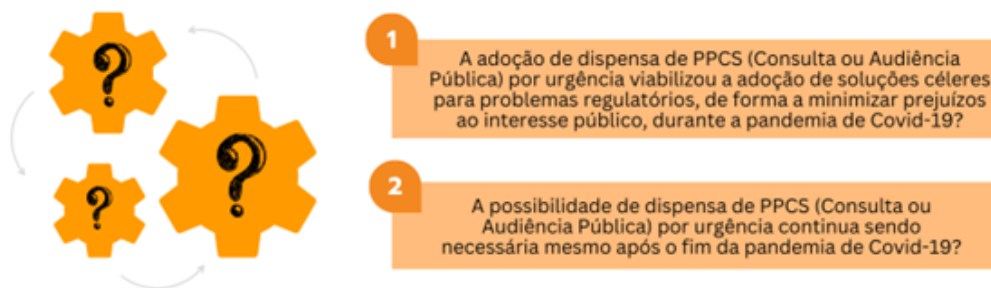 ?
?
?
1
A adoção de dispensa de PPCS (Consulta ou Audiência
Pública) por urgência viabilizou a adoção de soluções céleres
para problemas regulatórios, de forma a minimizar prejuízos
ao interesse público, durante a pandemia de Covid-19?
2
A possibilidade de dispensa de PPCS (Consulta ou
Audiência Pública) por urgência continua sendo
necessária mesmo após o fim da pandemia de Covid-19?